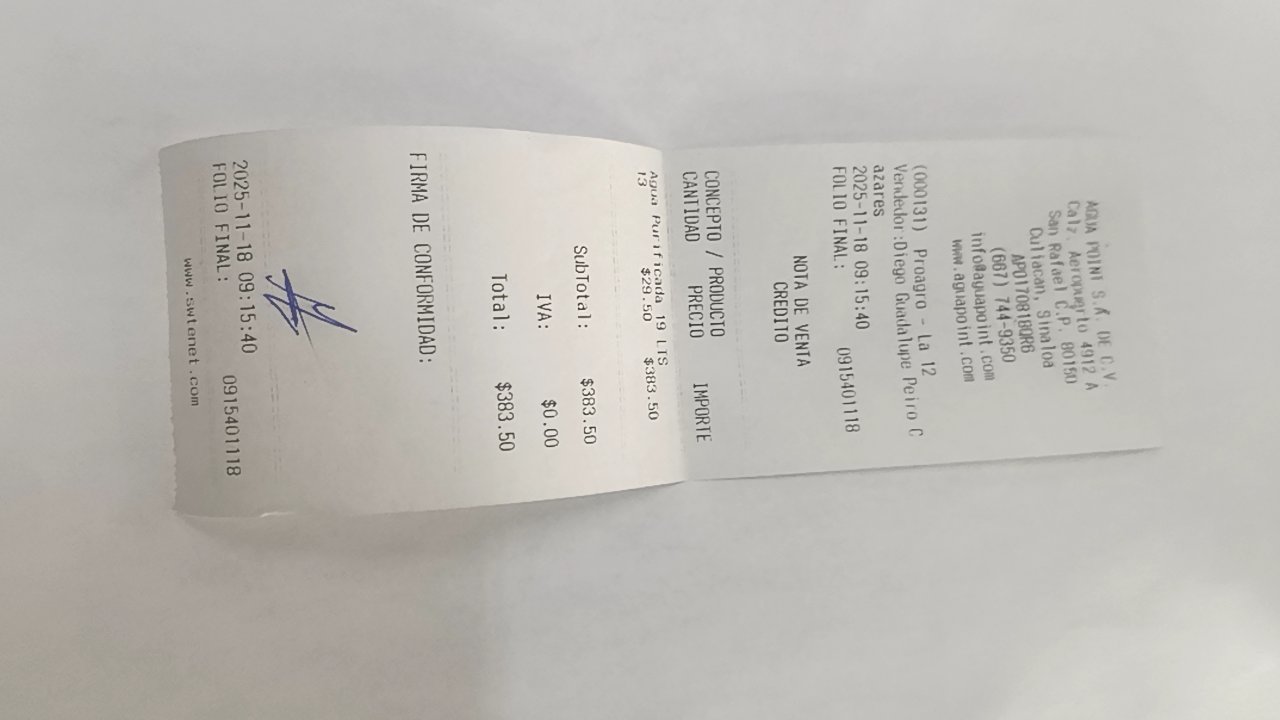 AGUA POINT S.A. DE C.V.
Calz. Aeropuerto 4912 A
San Rafael C.P. 80150
Culiacan, Sinaloa
APO170818QR6
(667) 744-9350
info@aguapoint.com
www.aguapoint.com
(000131) Proagro - La 12
Vendedor:Diego Guadalupe Peiro C
azares
2025-11-18 09:15:40
FOLIO FINAL: 0915401118
NOTA DE VENTA
CREDITO
CONCEPTO / PRODUCTO
CANTIDAD PRECIO IMPORTE
Agua Purificada 19 LTS
13 $29.50 $383.50
SubTotal: $383.50
IVA: $0.00
Total: $383.50
FIRMA DE CONFORMIDAD:
2025-11-18 09:15:40
FOLIO FINAL: 0915401118
www.swtenet.com